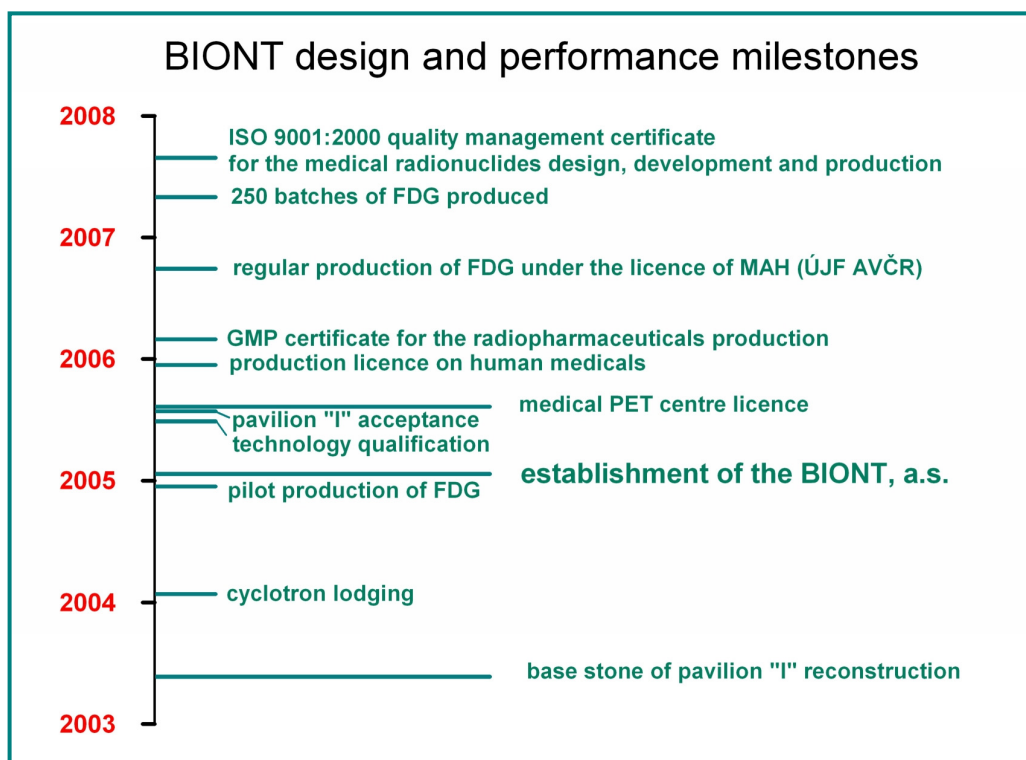 BIONT design and performance milestones
2008
ISO 9001:2000 quality management certificate
for the medical radionuclides design, development and production
250 batches of FDG produced
2007
regular production of FDG under the licence of MAH (ÚJF AVČR)
GMP certificate for the radiopharmaceuticals production
2006
production licence on human medicals
medical PET centre licence
pavilion "I" acceptance
technology qualification
establishment of the BIONT, a.s.
2005
pilot production of FDG
cyclotron lodging
2004
base stone of pavilion "I" reconstruction
2003